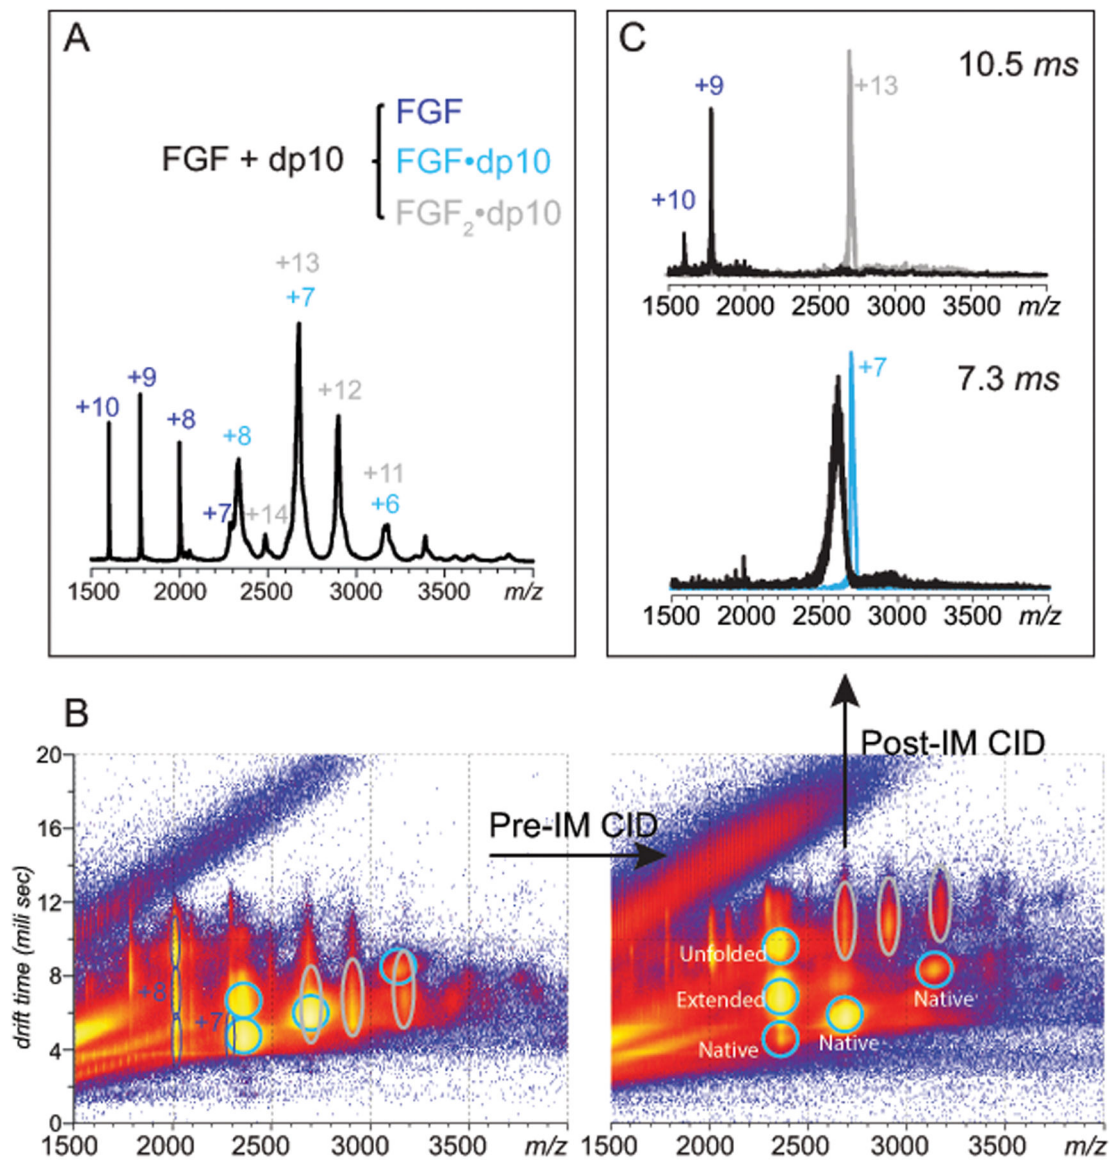 A
FGF + dp10
FGF
FGF•dp10
FGF2•dp10
+13
+7
+12
+9
+10
+8
+8
+11
+6
+7
+14
1500 2000 2500 3000 3500 m/z
C
10.5 ms
+9
+13
+10
1500 2000 2500 3000 3500 m/z
7.3 ms
+7
1500 2000 2500 3000 3500 m/z
B
Post-IM CID
Pre-IM CID
drift time (mili sec)
20
16
12
8
4
0
+8
+7
1500 2000 2500 3000 3500 m/z
Unfolded
Extended
Native
Native
Native
1500 2000 2500 3000 3500 m/z